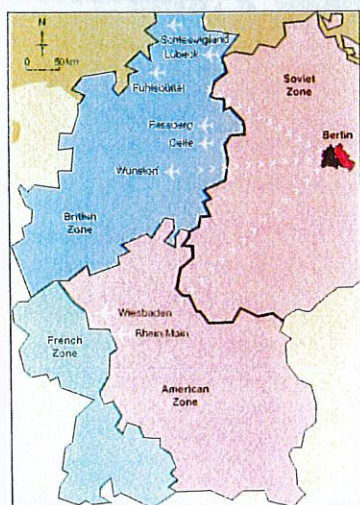 N
0 50 km
Schleswigland
Lübeck
Fuhlsbüttel
Soviet
Zone
Berlin
Fassberg
Celle
Wunstorf
British
Zone
Wiesbaden
Rhein Main
French
Zone
American
Zone